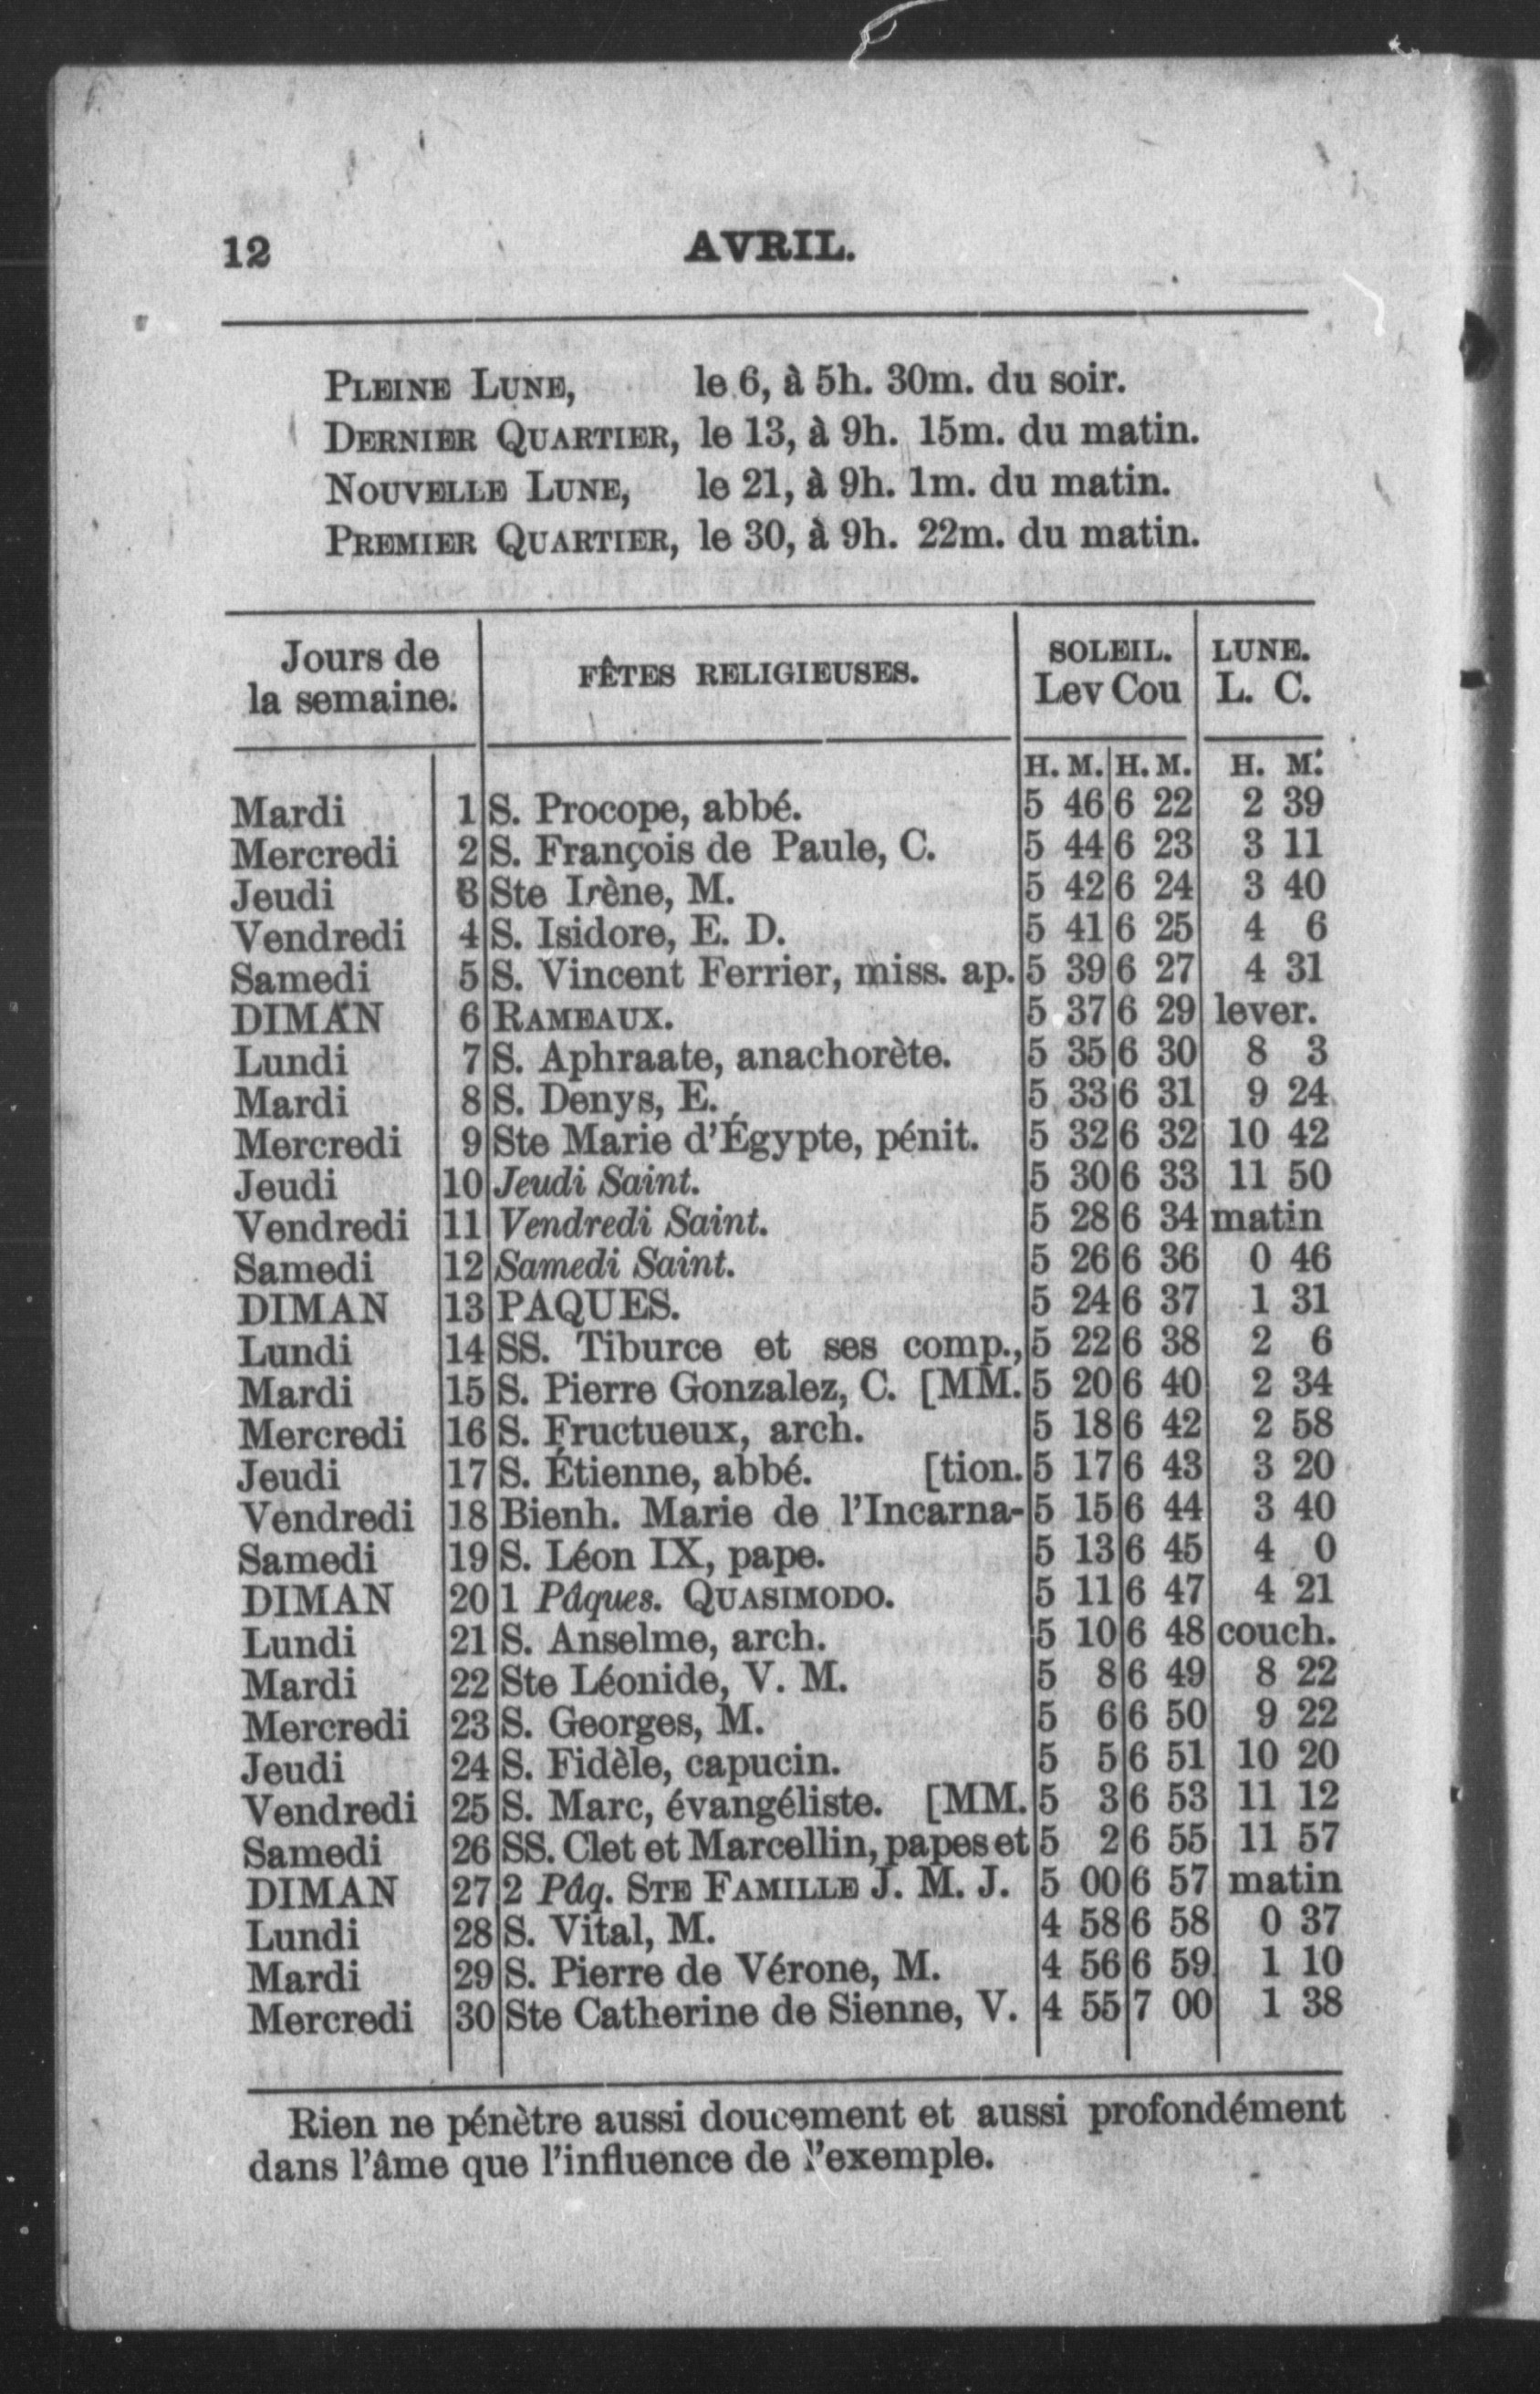 12 AVRIL.
PLEINE LUNE, le 6, à 5h. 30m. du soir.
DERNIER QUARTIER, le 13, à 9h. 15m. du matin.
NOUVELLE LUNE, le 21, à 9h. 1m. du matin.
PREMIER QUARTIER, le 30, à 9h. 22m. du matin.
Jours de la semaine. FÊTES RELIGIEUSES. SOLEIL. Lev Cou LUNE. L. C.
H. M. H. M. H. M.
Mardi 1 S. Procope, abbé. 5 46 6 22 2 39
Mercredi 2 S. François de Paule, C. 5 44 6 23 3 11
Jeudi 3 Ste Irène, M. 5 42 6 24 3 40
Vendredi 4 S. Isidore, E. D. 5 41 6 25 4 6
Samedi 5 S. Vincent Ferrier, miss. ap. 5 39 6 27 4 31
DIMAN 6 RAMEAUX. 5 37 6 29 lever.
Lundi 7 S. Aphraate, anachorète. 5 35 6 30 8 3
Mardi 8 S. Denys, E. 5 33 6 31 9 24
Mercredi 9 Ste Marie d'Égypte, pénit. 5 32 6 32 10 42
Jeudi 10 Jeudi Saint. 5 30 6 33 11 50
Vendredi 11 Vendredi Saint. 5 28 6 34 matin
Samedi 12 Samedi Saint. 5 26 6 36 0 46
DIMAN 13 PAQUES. 5 24 6 37 1 31
Lundi 14 SS. Tiburce et ses comp., 5 22 6 38 2 6
Mardi 15 S. Pierre Gonzalez, C. [MM. 5 20 6 40 2 34
Mercredi 16 S. Fructueux, arch. 5 18 6 42 2 58
Jeudi 17 S. Étienne, abbé. [tion. 5 17 6 43 3 20
Vendredi 18 Bienh. Marie de l'Incarna- 5 15 6 44 3 40
Samedi 19 S. Léon IX, pape. 5 13 6 45 4 0
DIMAN 20 1 Pâques. QUASIMODO. 5 11 6 47 4 21
Lundi 21 S. Anselme, arch. 5 10 6 48 couch.
Mardi 22 Ste Léonide, V. M. 5 8 6 49 8 22
Mercredi 23 S. Georges, M. 5 6 6 50 9 22
Jeudi 24 S. Fidèle, capucin. 5 5 6 51 10 20
Vendredi 25 S. Marc, évangéliste. [MM. 5 3 6 53 11 12
Samedi 26 SS. Clet et Marcellin, papes et 5 2 6 55 11 57
DIMAN 27 2 Pâq. STE FAMILLE J. M. J. 5 00 6 57 matin
Lundi 28 S. Vital, M. 4 58 6 58 0 37
Mardi 29 S. Pierre de Vérone, M. 4 56 6 59 1 10
Mercredi 30 Ste Catherine de Sienne, V. 4 55 7 00 1 38
Rien ne pénètre aussi doucement et aussi profondément
dans l'âme que l'influence de l'exemple.